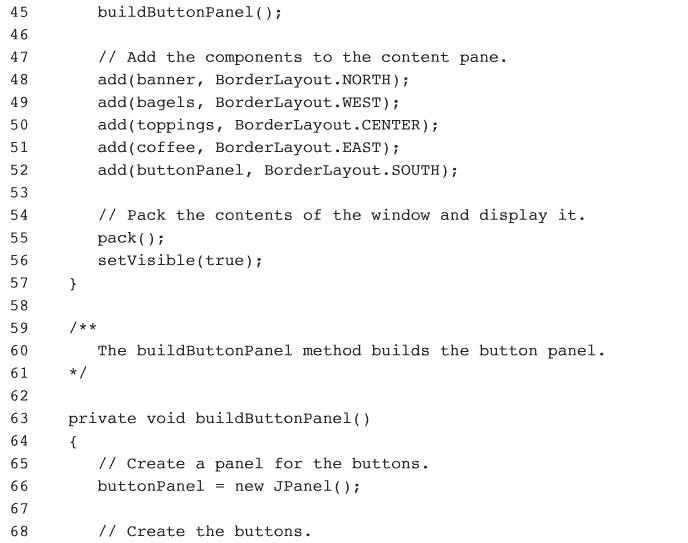 45       buildButtonPanel();
46
47       // Add the components to the content pane.
48       add(banner, BorderLayout.NORTH);
49       add(bagels, BorderLayout.WEST);
50       add(toppings, BorderLayout.CENTER);
51       add(coffee, BorderLayout.EAST);
52       add(buttonPanel, BorderLayout.SOUTH);
53
54       // Pack the contents of the window and display it.
55       pack();
56       setVisible(true);
57    }
58
59    /**
60       The buildButtonPanel method builds the button panel.
61    */
62
63    private void buildButtonPanel()
64    {
65       // Create a panel for the buttons.
66       buttonPanel = new JPanel();
67
68       // Create the buttons.